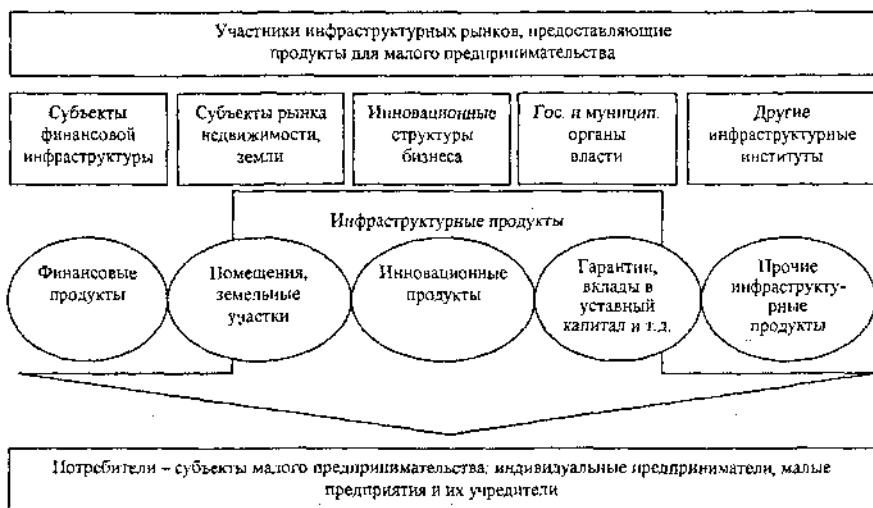 Участники инфраструктурных рынков, предоставляющие
продукты для малого предпринимательства
Субъекты
финансовой
инфраструктуры
Субъекты рынка
недвижимости,
земли
Инновационные
структуры
бизнеса
Гос. и муницип.
органы
власти
Другие
инфраструктурные
институты
Инфраструктурные продукты
Финансовые
продукты
Помещения,
земельные
участки
Инновационные
продукты
Гарантии,
вклады в
уставный
капитал и т.д.
Прочие
инфраструкту-
рные
продукты
Потребители – субъекты малого предпринимательства: индивидуальные предприниматели, малые
предприятия и их учредители